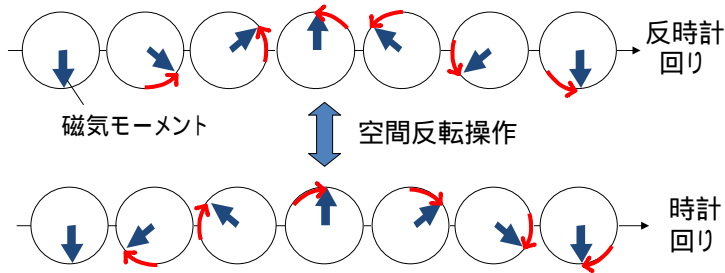 反時計
回り
磁気モーメント
空間反転操作
時計
回り